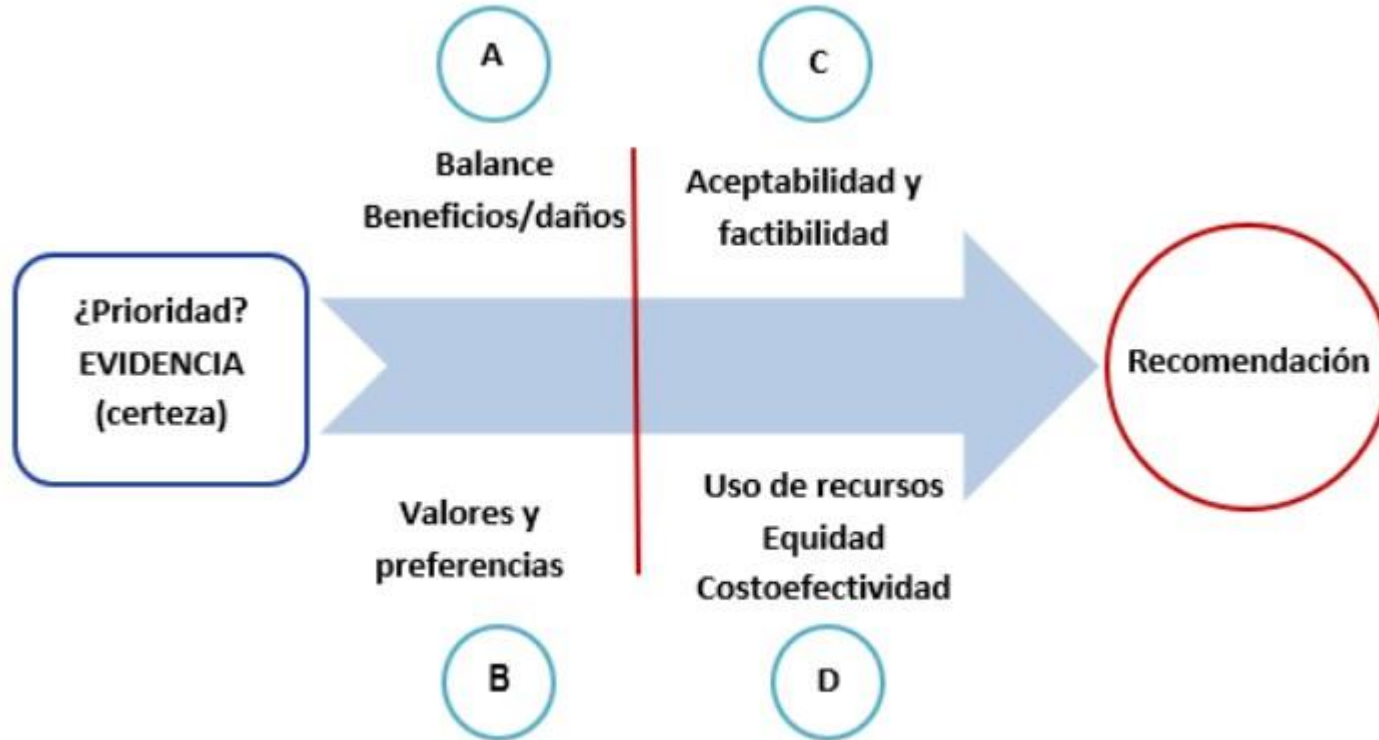 A
C
Balance
Beneficios/daños
Aceptabilidad y
factibilidad
¿Prioridad?
EVIDENCIA
(certeza)
Recomendación
Valores y
preferencias
Uso de recursos
Equidad
Costoefectividad
B
D